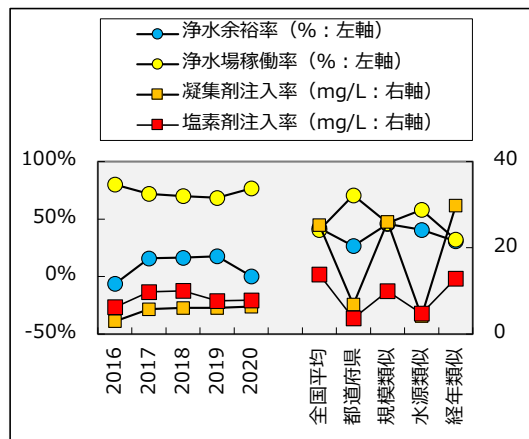 浄水余裕率（%：左軸）
浄水場稼働率（%：左軸）
凝集剤注入率（mg/L：右軸）
塩素剤注入率（mg/L：右軸）
100%
50%
0%
-50%
40
20
0
2016
2017
2018
2019
2020
全国平均
都道府県
規模類似
水源類似
経年類似